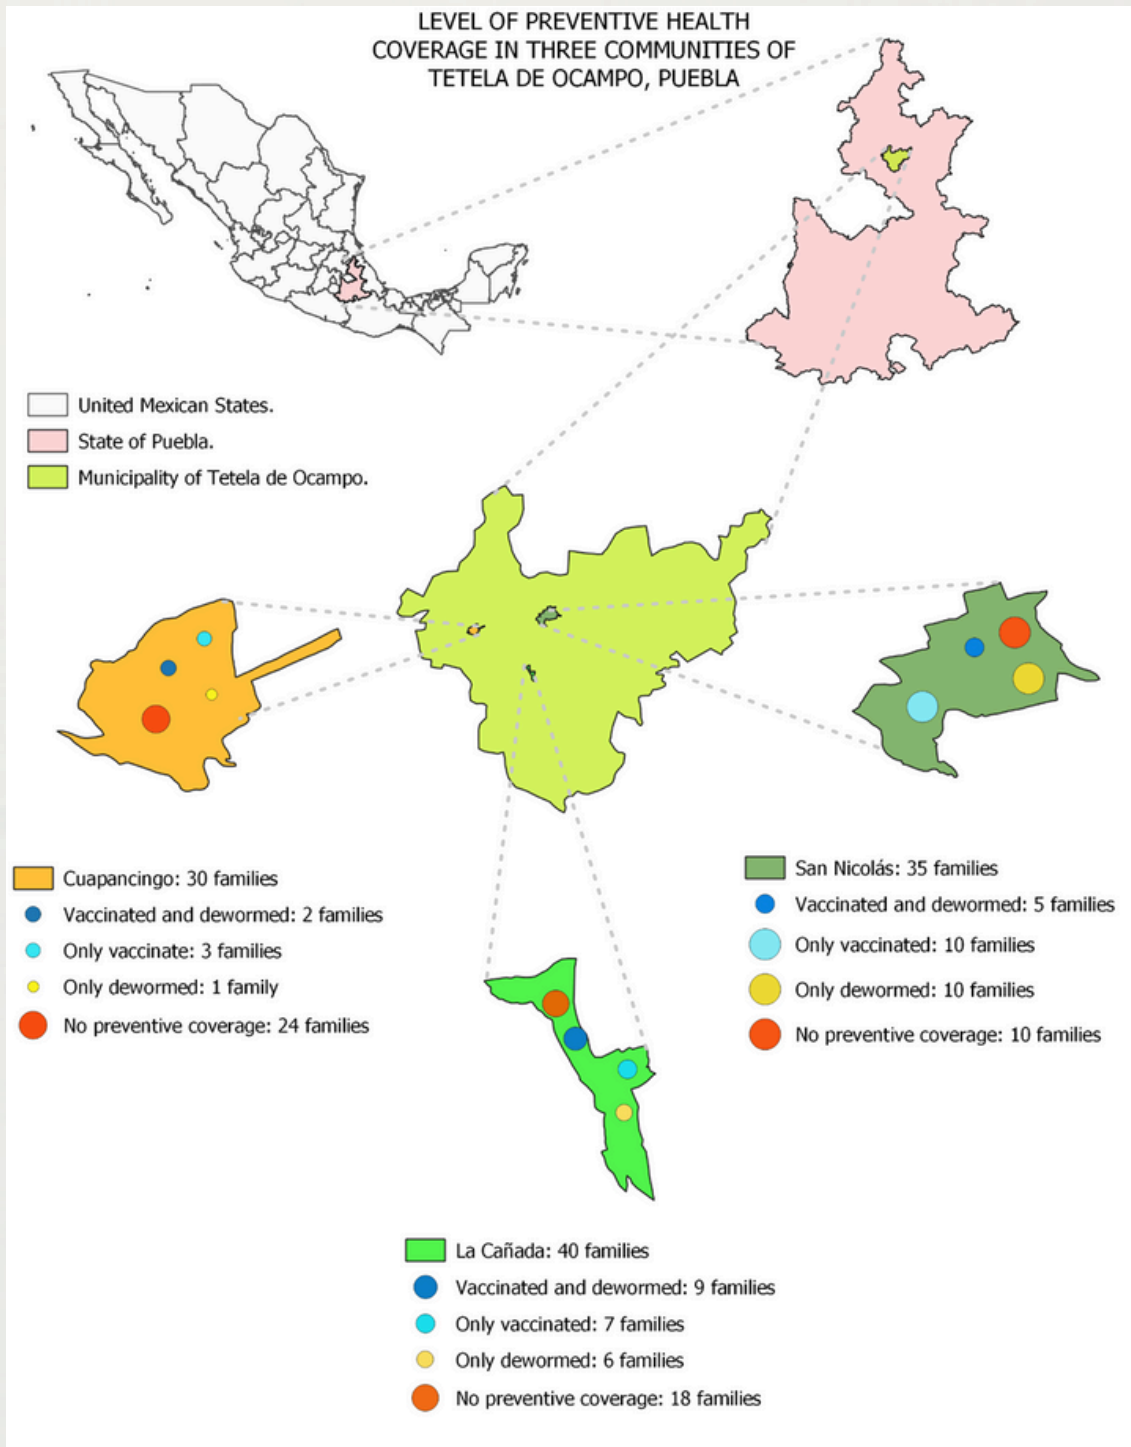 LEVEL OF PREVENTIVE HEALTH
COVERAGE IN THREE COMMUNITIES OF
TETELA DE OCAMPO, PUEBLA
United Mexican States.
State of Puebla.
Municipality of Tetela de Ocampo.
Cuapancingo: 30 families
Vaccinated and dewormed: 2 families
Only vaccinate: 3 families
Only dewormed: 1 family
No preventive coverage: 24 families
San Nicolás: 35 families
Vaccinated and dewormed: 5 families
Only vaccinated: 10 families
Only dewormed: 10 families
No preventive coverage: 10 families
La Cañada: 40 families
Vaccinated and dewormed: 9 families
Only vaccinated: 7 families
Only dewormed: 6 families
No preventive coverage: 18 families